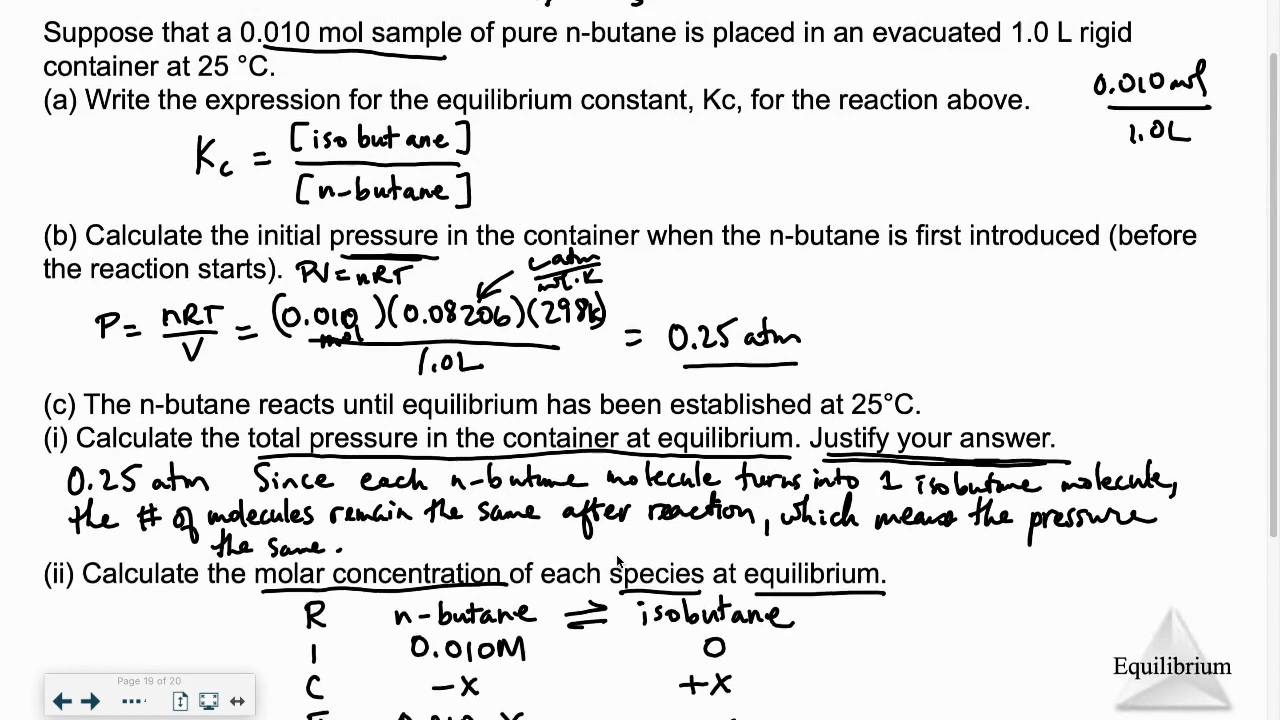 Suppose that a 0.010 mol sample of pure n-butane is placed in an evacuated 1.0 L rigid
container at 25 °C.
0.010 mol
1.0L
(a) Write the expression for the equilibrium constant, Kc, for the reaction above.
Kc = [isobutane]
[n-butane]
(b) Calculate the initial pressure in the container when the n-butane is first introduced (before
the reaction starts). PV=nRT
L atm
mol·K
P= nRT = (0.010 mol)(0.08206)(298k) = 0.25 atm
V 1.0L
(c) The n-butane reacts until equilibrium has been established at 25°C.
(i) Calculate the total pressure in the container at equilibrium. Justify your answer.
0.25 atm Since each n-butane molecule turns into 1 isobutane molecule,
the # of molecules remain the same after reaction, which means the pressure
the same.
(ii) Calculate the molar concentration of each species at equilibrium.
R n-butane ⇌ isobutane
I 0.010M 0
C -x +x
Page 19 of 20
Equilibrium